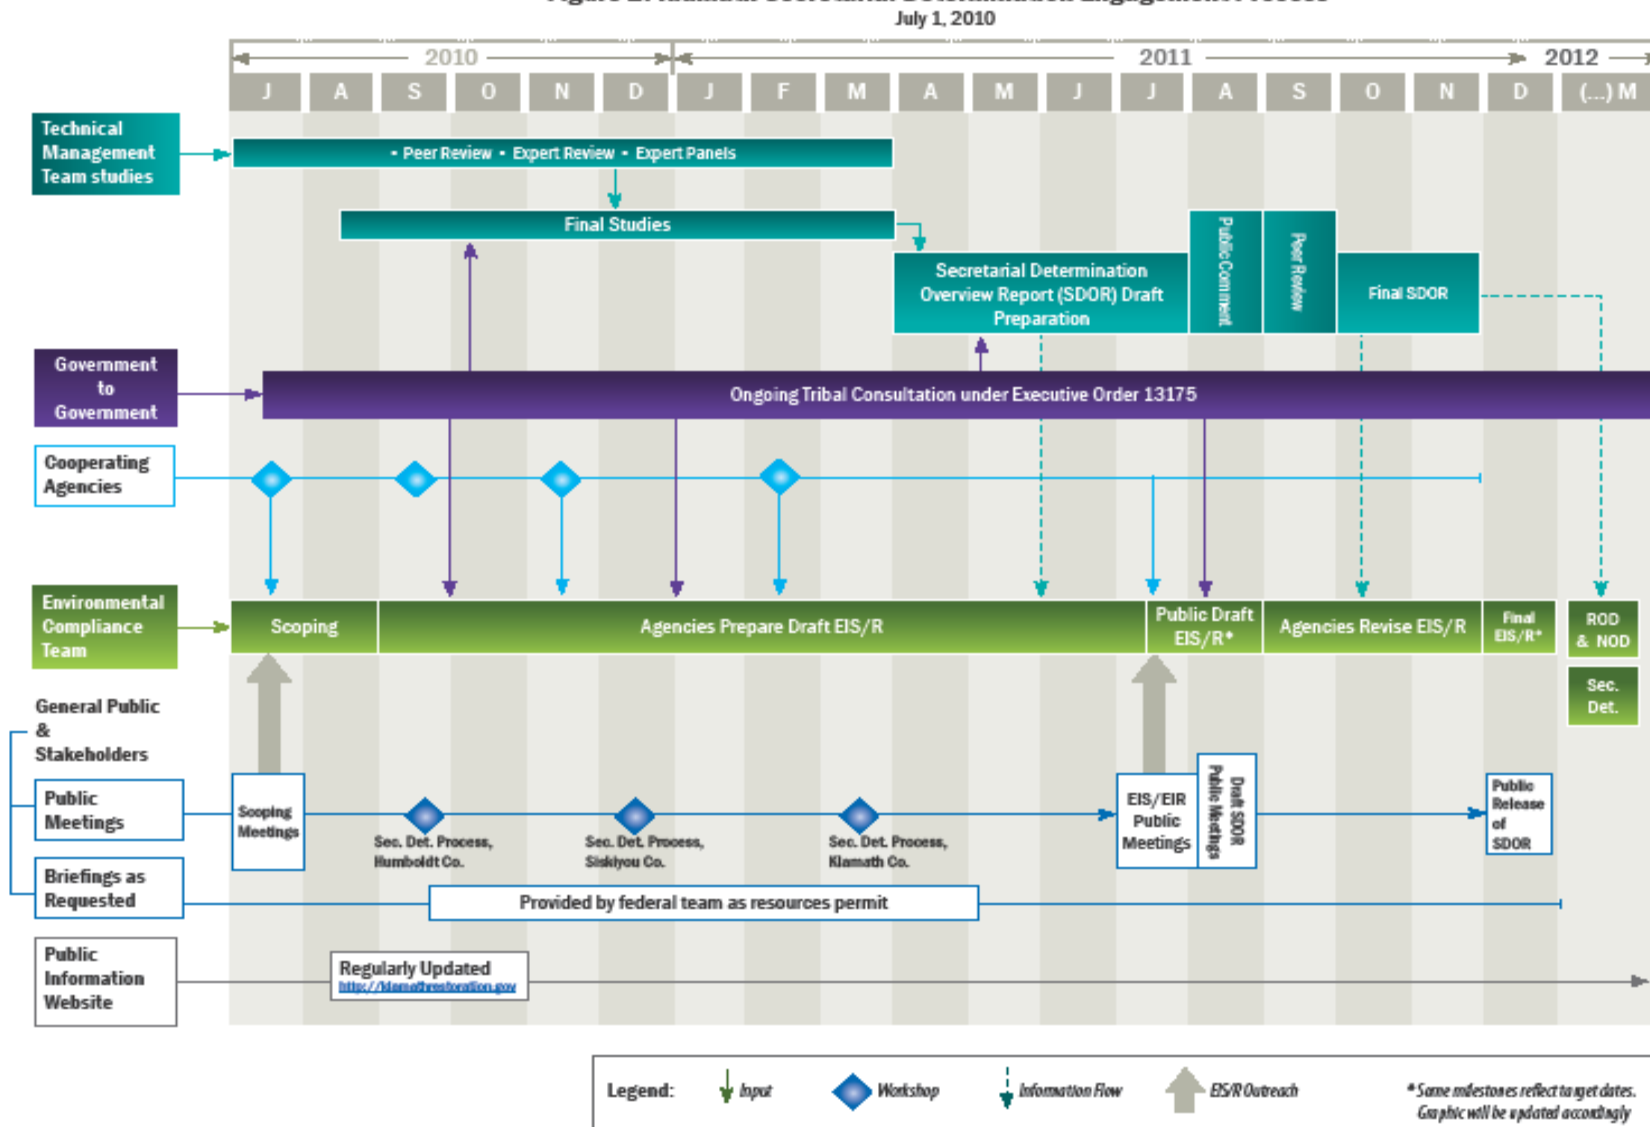 July 1, 2010
2010
2011
2012
J A S O N D J F M A M J J A S O N D (...) M
Technical
Management
Team studies
- Peer Review - Expert Review - Expert Panels
Final Studies
Secretarial Determination
Overview Report (SDOR) Draft
Preparation
Public Comment
Peer Review
Final SDOR
Government
to
Government
Ongoing Tribal Consultation under Executive Order 13175
Cooperating
Agencies
Environmental
Compliance
Team
Scoping
Agencies Prepare Draft EIS/R
Public Draft
EIS/R*
Agencies Revise EIS/R
Final
EIS/R*
ROD
& NOD
Sec.
Det.
General Public
&
Stakeholders
Public
Meetings
Scoping
Meetings
Sec. Det. Process,
Humboldt Co.
Sec. Det. Process,
Siskiyou Co.
Sec. Det. Process,
Klamath Co.
EIS/EIR
Public
Meetings
Draft SDOR
Public Meetings
Public
Release
of
SDOR
Briefings as
Requested
Provided by federal team as resources permit
Public
Information
Website
Regularly Updated
http://klamathrestoration.gov
Legend:
Input
Workshop
Information Flow
EIS/R Outreach
* Some milestones reflect target dates.
Graphic will be updated accordingly